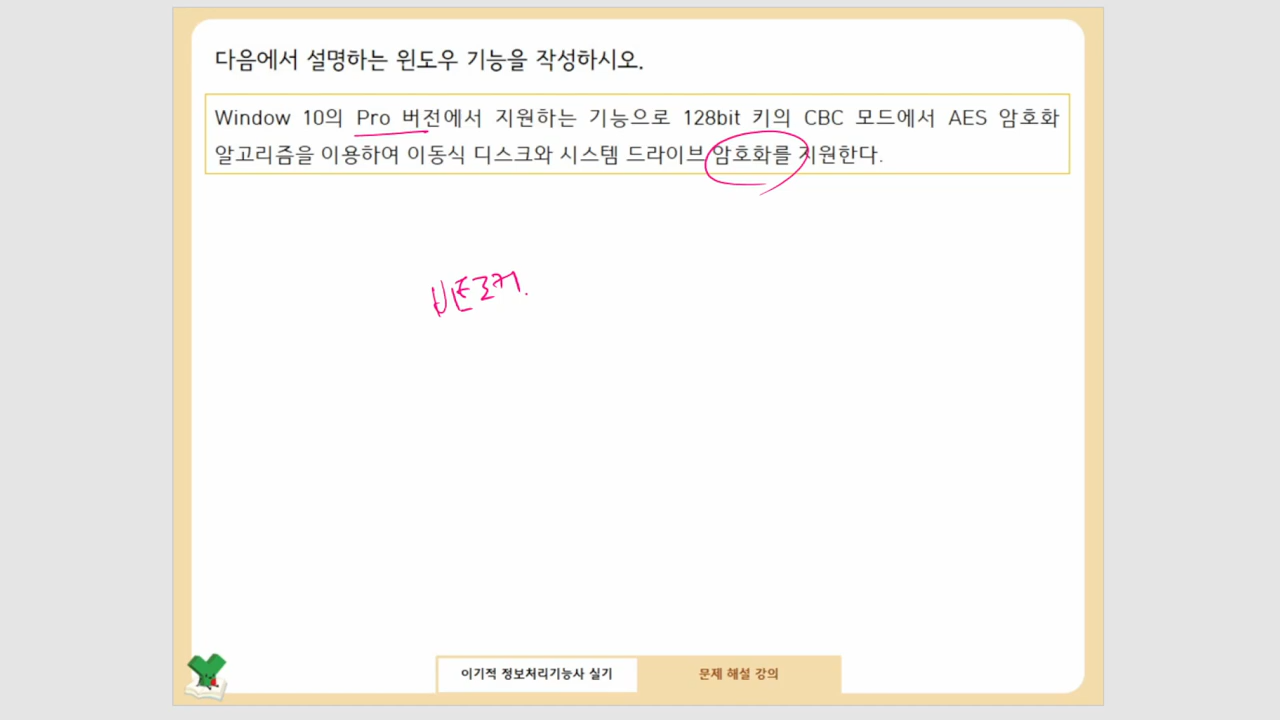 다음에서 설명하는 윈도우 기능을 작성하시오.
Window 10의 Pro 버전에서 지원하는 기능으로 128bit 키의 CBC 모드에서 AES 암호화
알고리즘을 이용하여 이동식 디스크와 시스템 드라이브 암호화를 지원한다.
비트로커.
이기적 정보처리기능사 실기
문제 해설 강의